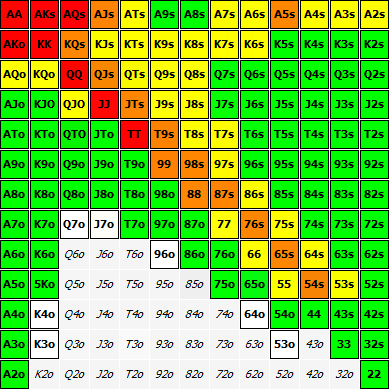 AA AKs AQs AJs ATs A9s A8s A7s A6s A5s A4s A3s A2s
AKo KK KQs KJs KTs K9s K8s K7s K6s K5s K4s K3s K2s
AQo KQo QQ QJs QTs Q9s Q8s Q7s Q6s Q5s Q4s Q3s Q2s
AJo KJO QJO JJ JTs J9s J8s J7s J6s J5s J4s J3s J2s
ATo KTo QTO JTo TT T9s T8s T7s T6s T5s T4s T3s T2s
A9o K9o Q9o J9o T9o 99 98s 97s 96s 95s 94s 93s 92s
A8o K8o Q8o J8o T8o 98o 88 87s 86s 85s 84s 83s 82s
A7o K7o Q7o J7o T7o 97o 87o 77 76s 75s 74s 73s 72s
A6o K6o Q6o J6o T6o 96o 86o 76o 66 65s 64s 63s 62s
A5o 5Ko Q5o J5o T5o 95o 85o 75o 65o 55 54s 53s 52s
A4o K4o Q4o J4o T4o 94o 84o 74o 64o 54o 44 43s 42s
A3o K3o Q3o J3o T3o 93o 83o 73o 63o 53o 43o 33 32s
A2o K2o Q2o J2o T2o 92o 82o 72o 62o 52o 42o 32o 22